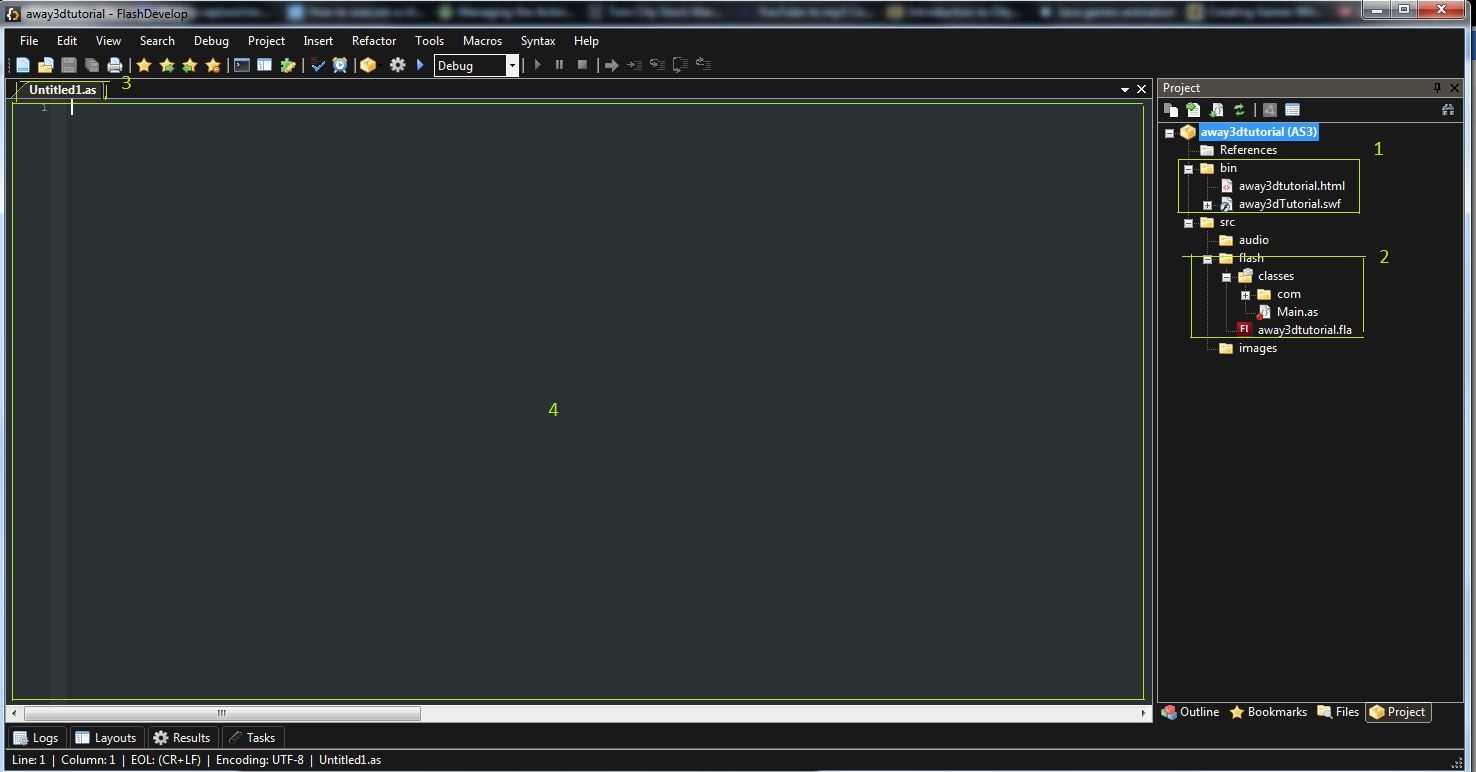 away3dtutorial - FlashDevelop
File Edit View Search Debug Project Insert Refactor Tools Macros Syntax Help
Debug
Untitled1.as
3
1
4
Project
away3dtutorial (AS3)
References
1
bin
away3dtutorial.html
away3dTutorial.swf
src
audio
flash
2
classes
com
Main.as
Fl away3dtutorial.fla
images
Outline Bookmarks Files Project
Logs Layouts Results Tasks
Line: 1 | Column: 1 | EOL: (CR+LF) | Encoding: UTF-8 | Untitled1.as